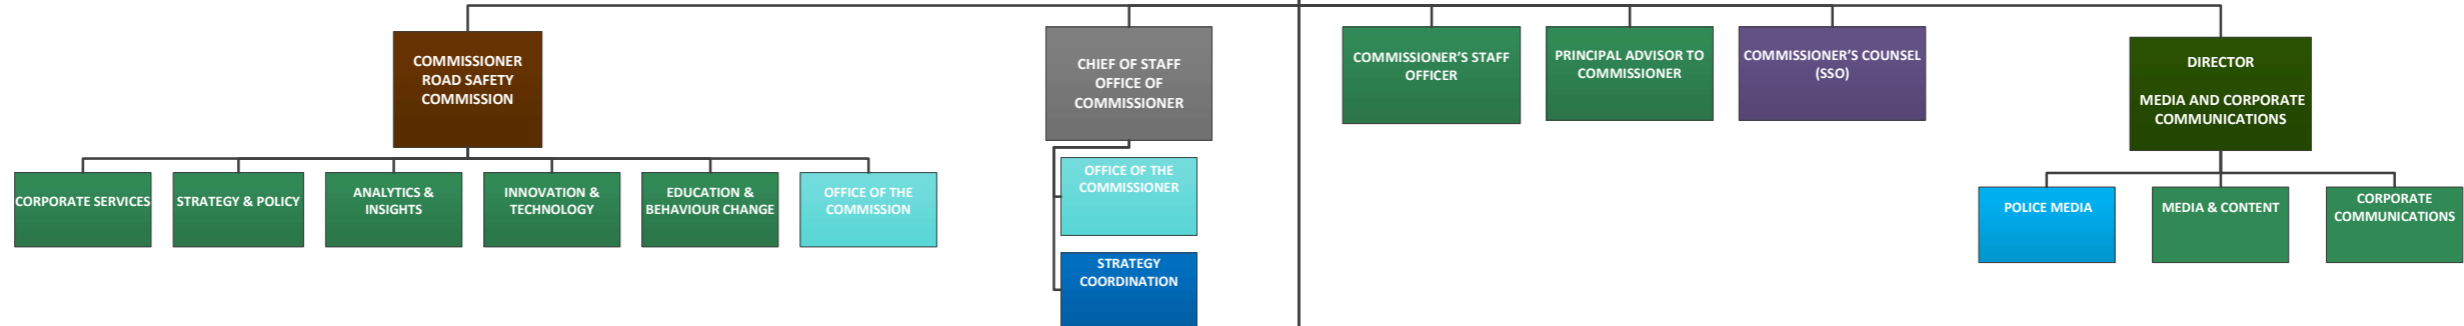 COMMISSIONER
ROAD SAFETY
COMMISSION
CHIEF OF STAFF
OFFICE OF
COMMISSIONER
COMMISSIONER’S STAFF
OFFICER
PRINCIPAL ADVISOR TO
COMMISSIONER
COMMISSIONER’S COUNSEL
(SSO)
DIRECTOR
MEDIA AND CORPORATE
COMMUNICATIONS
CORPORATE SERVICES
STRATEGY & POLICY
ANALYTICS &
INSIGHTS
INNOVATION &
TECHNOLOGY
EDUCATION &
BEHAVIOUR CHANGE
OFFICE OF THE
COMMISSION
OFFICE OF THE
COMMISSIONER
STRATEGY
COORDINATION
POLICE MEDIA
MEDIA & CONTENT
CORPORATE
COMMUNICATIONS